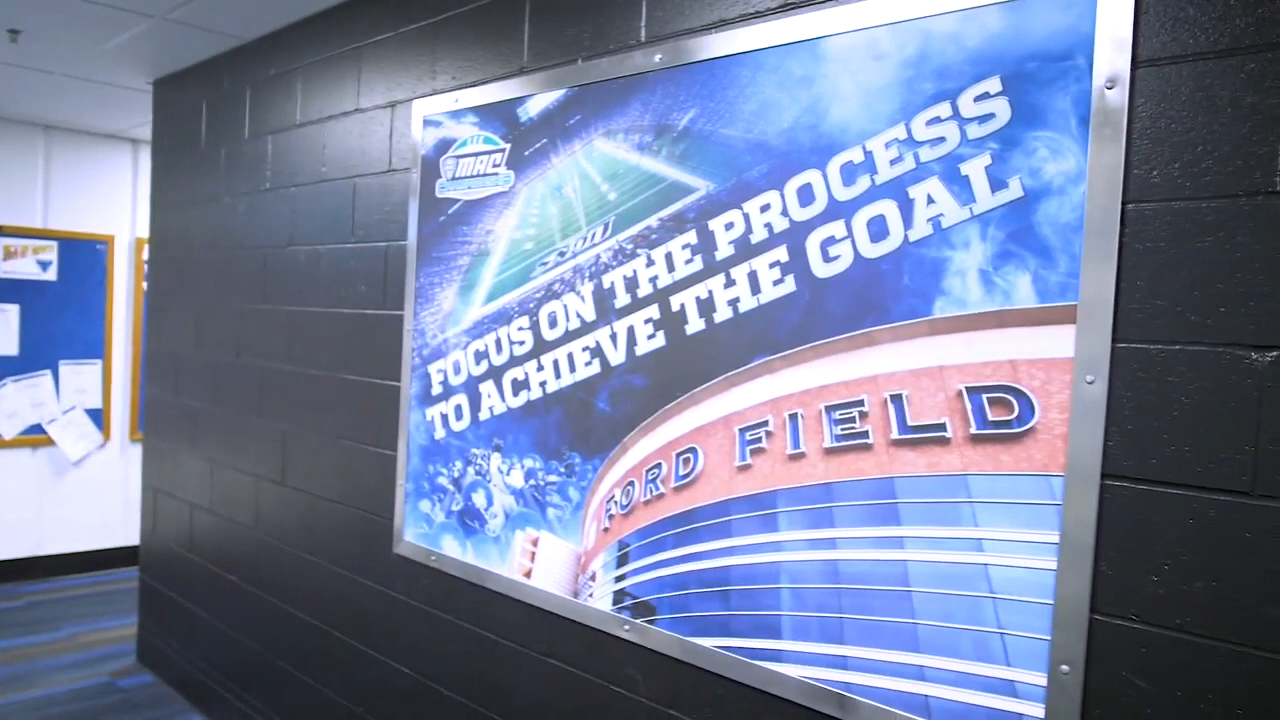 MAC
FOCUS ON THE PROCESS
TO ACHIEVE THE GOAL
FORD FIELD